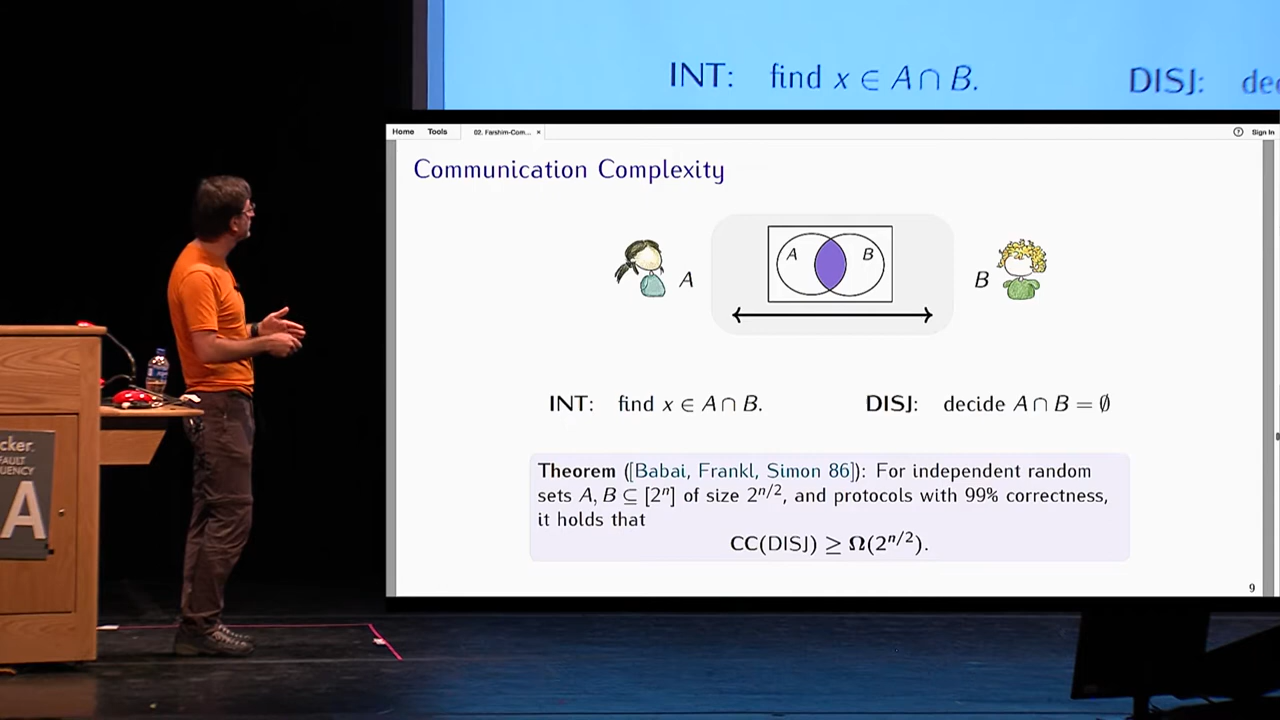 INT: find x ∈ A ∩ B. DISJ:
Home Tools 02. Farshim-Com... × ? Sign In
Communication Complexity
A B
A B
INT: find x ∈ A ∩ B. DISJ: decide A ∩ B = ∅
Theorem ([Babai, Frankl, Simon 86]): For independent random
sets A, B ⊆ [2ⁿ] of size 2^{n/2}, and protocols with 99% correctness,
it holds that
CC(DISJ) ≥ Ω(2^{n/2}).
9
A